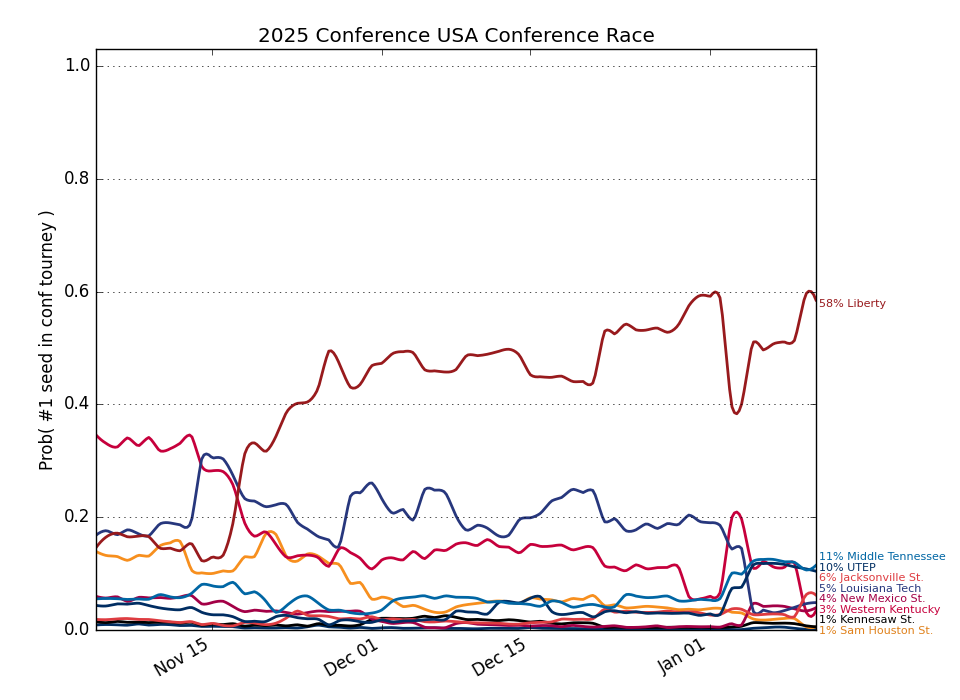 2025 Conference USA Conference Race
Prob( #1 seed in conf tourney )
1.0
0.8
0.6
0.4
0.2
0.0
Nov 15
Dec 01
Dec 15
Jan 01
58% Liberty
11% Middle Tennessee
10% UTEP
6% Jacksonville St.
5% Louisiana Tech
4% New Mexico St.
3% Western Kentucky
1% Kennesaw St.
1% Sam Houston St.